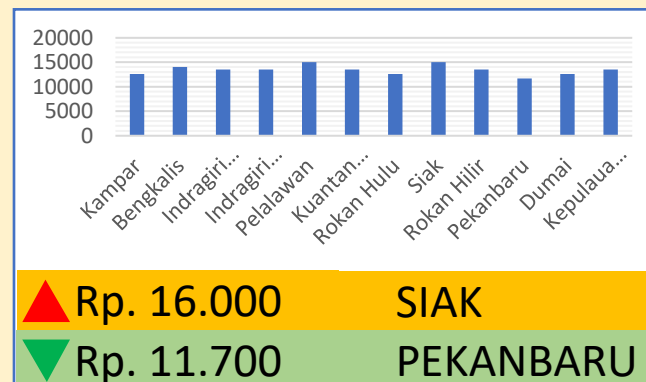 20000
15000
10000
5000
0
Kampar
Bengkalis
Indragiri...
Indragiri...
Pelalawan
Kuantan...
Rokan Hulu
Siak
Rokan Hilir
Pekanbaru
Dumai
Kepulaua...
Rp. 16.000 SIAK
Rp. 11.700 PEKANBARU